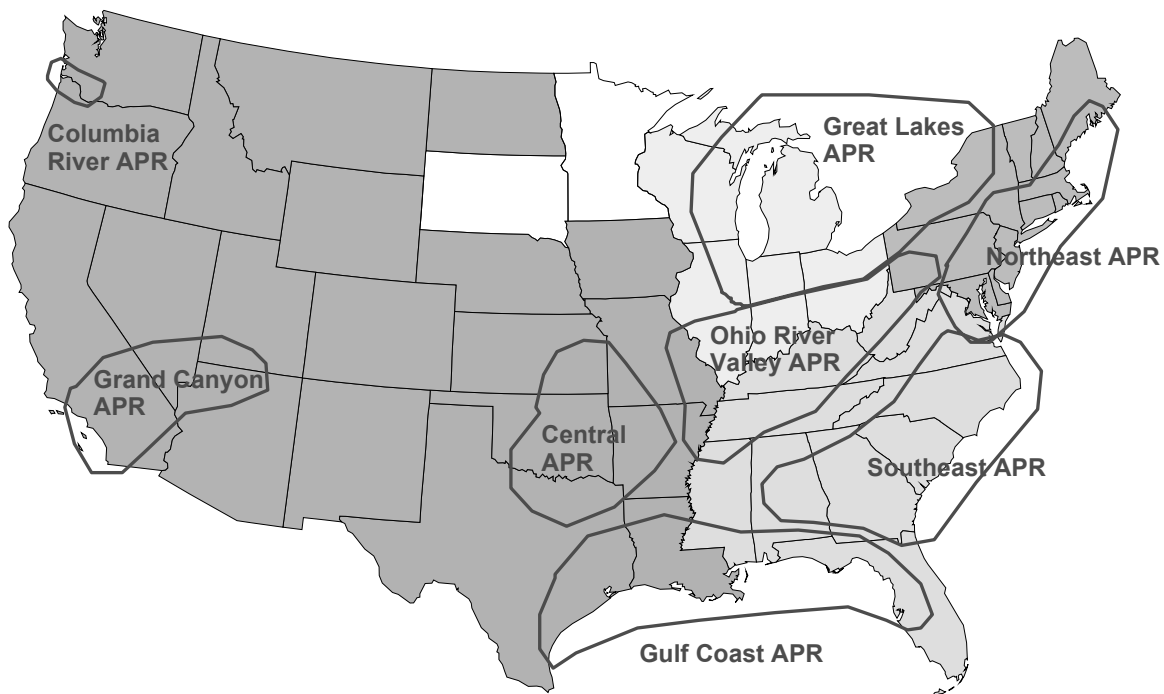 Columbia
River APR
Great Lakes
APR
Northeast APR
Ohio River
Valley APR
Grand Canyon
APR
Central
APR
Southeast APR
Gulf Coast APR